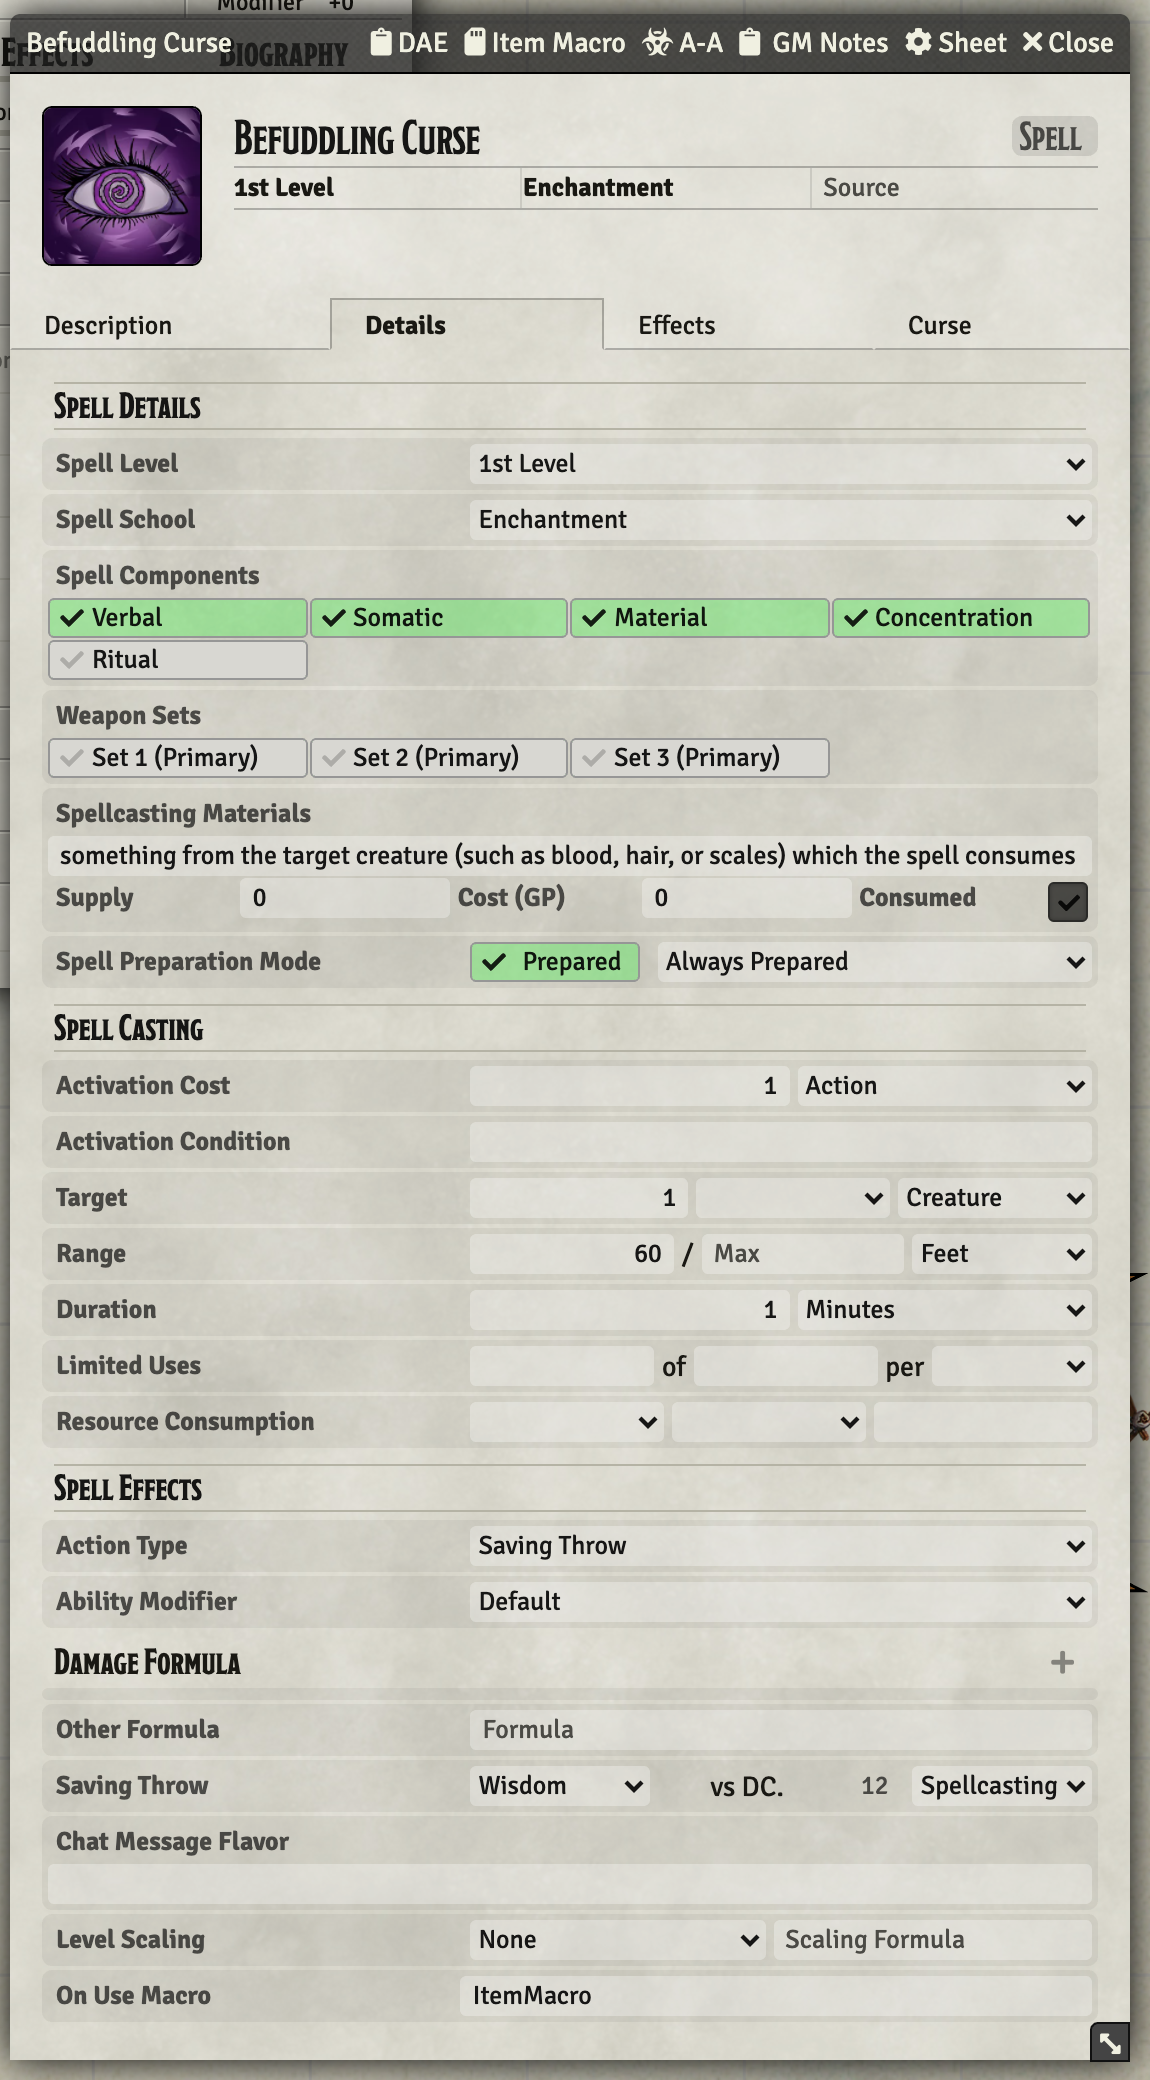 Modifier +0
EFFECTS BIOGRAPHY
Befuddling Curse DAE Item Macro A-A GM Notes Sheet Close
BEFUDDLING CURSE SPELL
1st Level Enchantment Source
Description Details Effects Curse
SPELL DETAILS
Spell Level 1st Level
Spell School Enchantment
Spell Components
Verbal Somatic Material Concentration
Ritual
Weapon Sets
Set 1 (Primary) Set 2 (Primary) Set 3 (Primary)
Spellcasting Materials
something from the target creature (such as blood, hair, or scales) which the spell consumes
Supply 0 Cost (GP) 0 Consumed
Spell Preparation Mode Prepared Always Prepared
SPELL CASTING
Activation Cost 1 Action
Activation Condition
Target 1 Creature
Range 60 / Max Feet
Duration 1 Minutes
Limited Uses of per
Resource Consumption
SPELL EFFECTS
Action Type Saving Throw
Ability Modifier Default
DAMAGE FORMULA +
Other Formula Formula
Saving Throw Wisdom vs DC. 12 Spellcasting
Chat Message Flavor
Level Scaling None Scaling Formula
On Use Macro ItemMacro